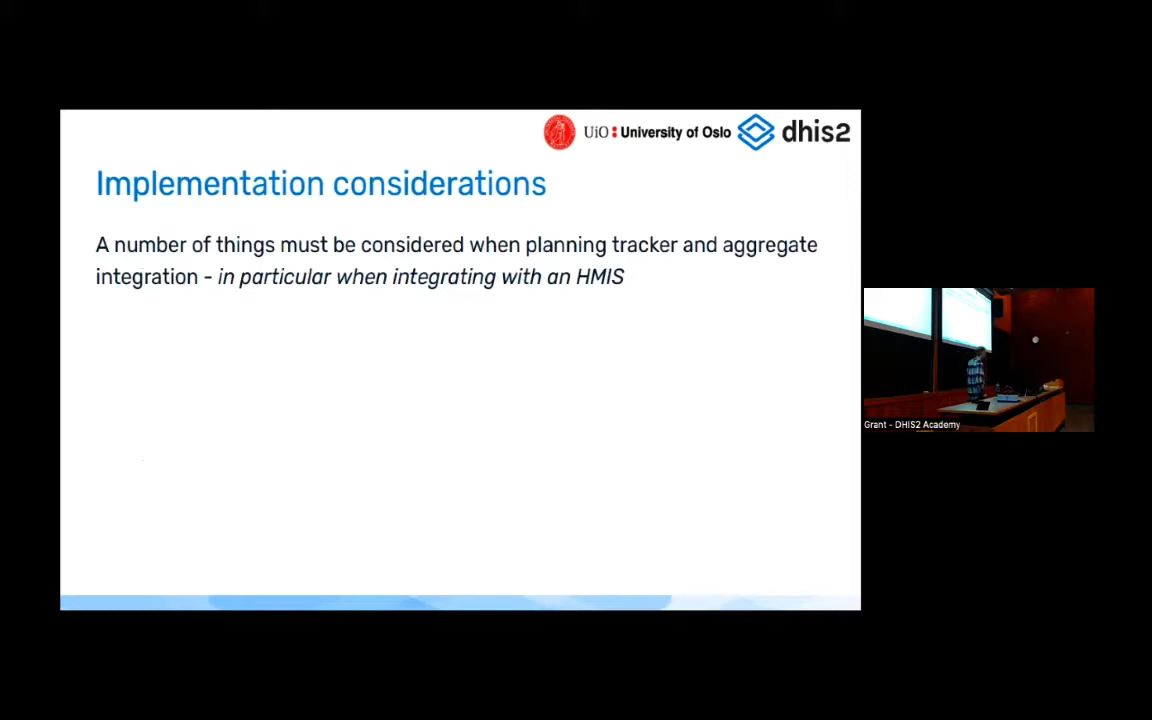 UiO : University of Oslo dhis2
Implementation considerations
A number of things must be considered when planning tracker and aggregate
integration - in particular when integrating with an HMIS
Grant - DHIS2 Academy